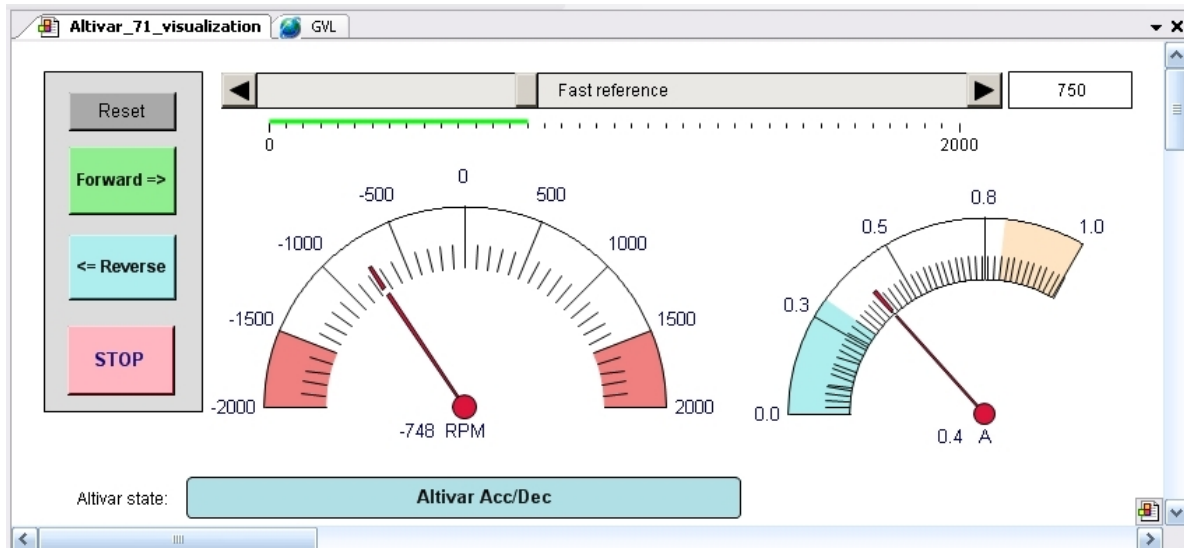 Altivar_71_visualization GVL
Reset
Forward =>
<= Reverse
STOP
Fast reference 750
0 2000
-2000 -1500 -1000 -500 0 500 1000 1500 2000
-748 RPM
0.0 0.3 0.5 0.8 1.0
0.4 A
Altivar state: Altivar Acc/Dec